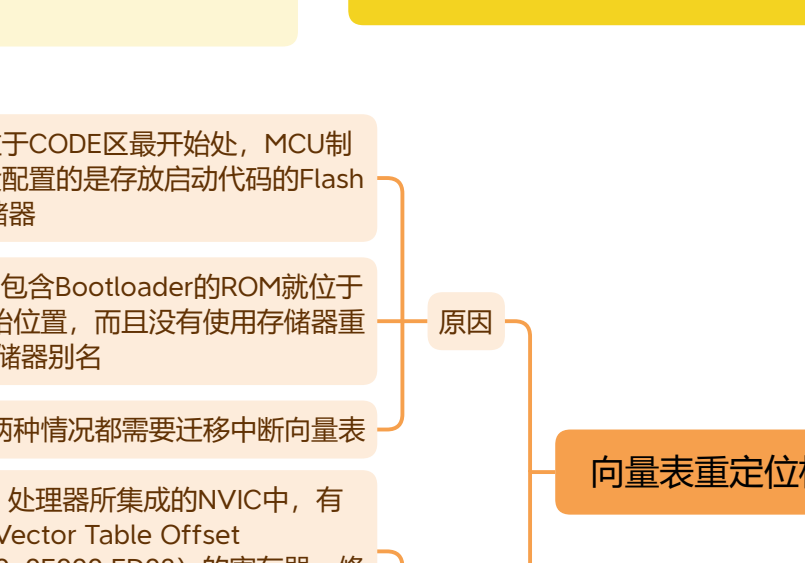 于CODE区最开始处，MCU制
配置的是存放启动代码的Flash
储器
包含Bootloader的ROM就位于
始位置，而且没有使用存储器重
储器别名
两种情况都需要迁移中断向量表
原因
向量表重定位
处理器所集成的NVIC中，有
Vector Table Offset
的寄存器